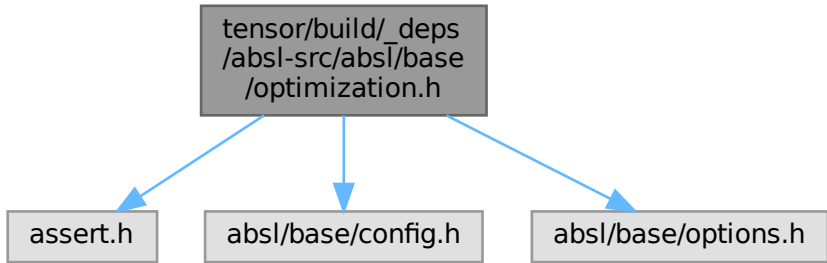 tensor/build/_deps
/absl-src/absl/base
/optimization.h
assert.h
absl/base/config.h
absl/base/options.h